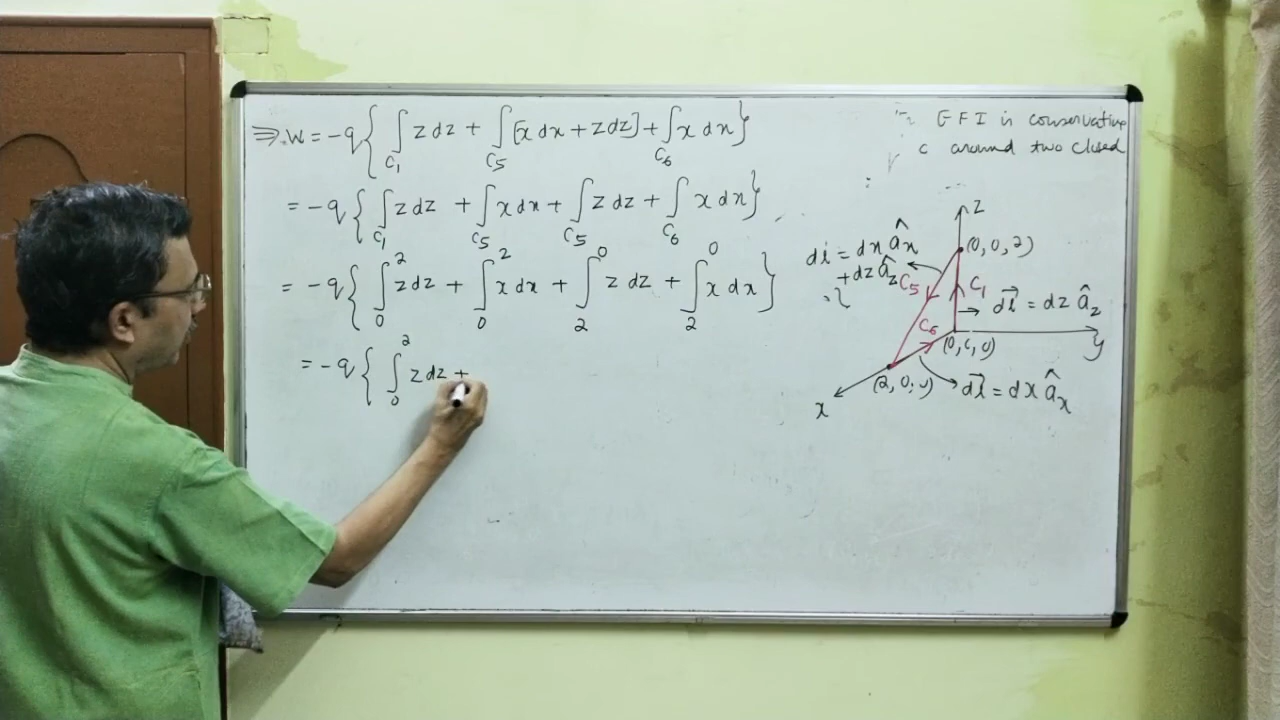 ⇒ W = -q { ∫_{C1} z dz + ∫_{C5} [x dx + z dz] + ∫_{C6} x dx }
= -q { ∫_{C1} z dz + ∫_{C5} x dx + ∫_{C5} z dz + ∫_{C6} x dx }
= -q { ∫_0^2 z dz + ∫_0^2 x dx + ∫_2^0 z dz + ∫_2^0 x dx }
= -q { ∫_0^2 z dz +
EFI is conservative
c around two closed
z
(0, 0, 2)
dl = dx âx
+dz âz
C5
C1
dl⃗ = dz âz
C6
(0, 0, 0)
y
(2, 0, 0)
dl⃗ = dx âx
x